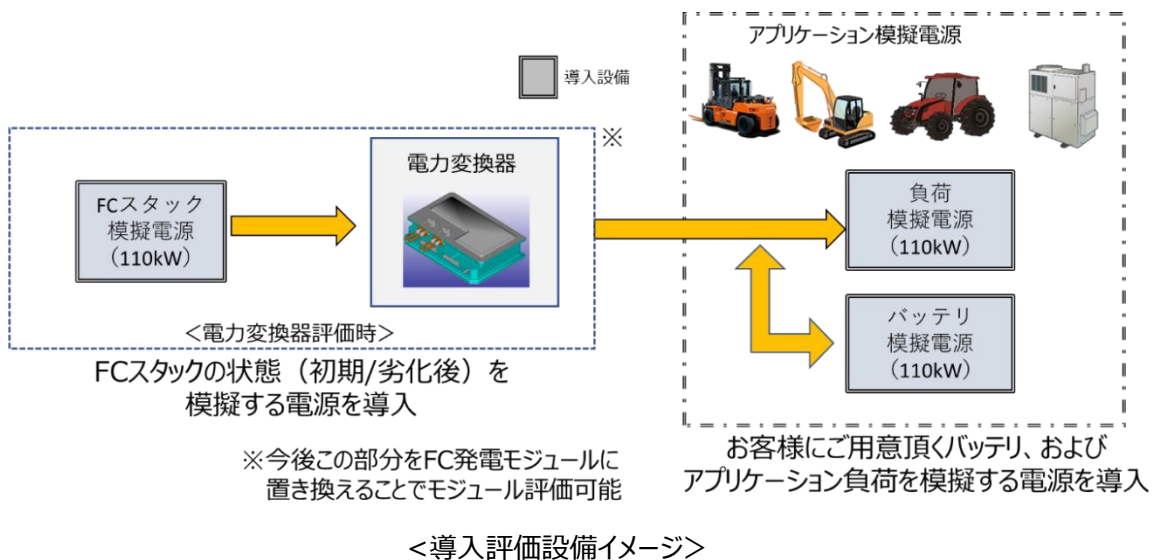 アプリケーション模擬電源
導入設備
※
電力変換器
FCスタック
模擬電源
(110kW)
負荷
模擬電源
(110kW)
バッテリ
模擬電源
(110kW)
<電力変換器評価時>
FCスタックの状態（初期/劣化後）を
模擬する電源を導入
お客様にご用意頂くバッテリ、および
アプリケーション負荷を模擬する電源を導入
※今後この部分をFC発電モジュールに
置き換えることでモジュール評価可能
<導入評価設備イメージ>